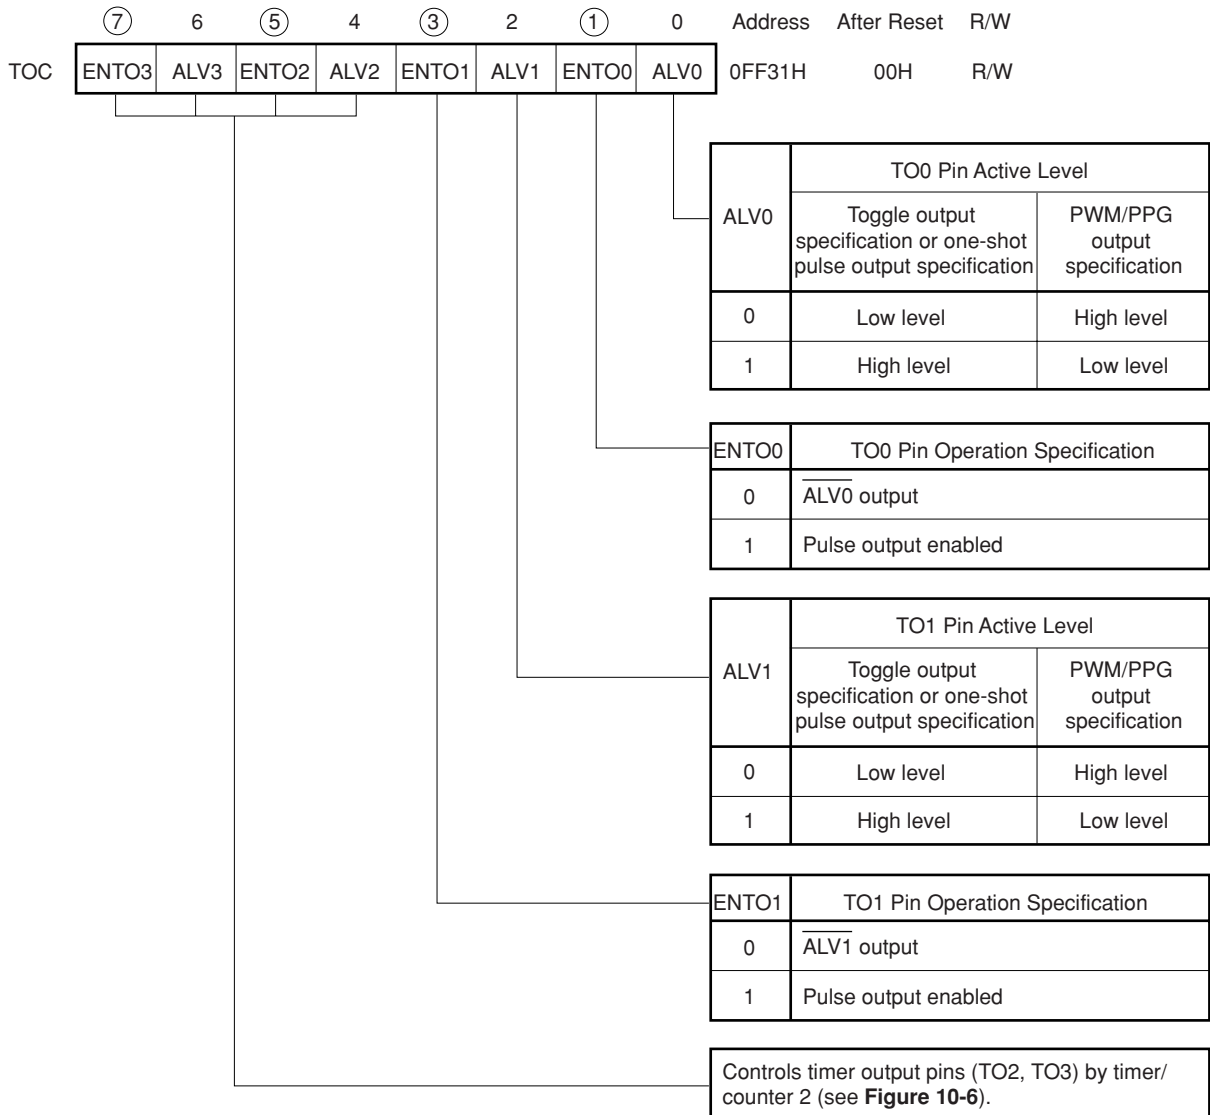 7 6 5 4 3 2 1 0 Address After Reset R/W
TOC ENTO3 ALV3 ENTO2 ALV2 ENTO1 ALV1 ENTO0 ALV0 0FF31H 00H R/W
ALV0
TO0 Pin Active Level
Toggle output
specification or one-shot
pulse output specification
PWM/PPG
output
specification
0 Low level High level
1 High level Low level
ENTO0 TO0 Pin Operation Specification
0 A̅L̅V̅0̅ output
1 Pulse output enabled
ALV1
TO1 Pin Active Level
Toggle output
specification or one-shot
pulse output specification
PWM/PPG
output
specification
0 Low level High level
1 High level Low level
ENTO1 TO1 Pin Operation Specification
0 A̅L̅V̅1̅ output
1 Pulse output enabled
Controls timer output pins (TO2, TO3) by timer/
counter 2 (see Figure 10-6).